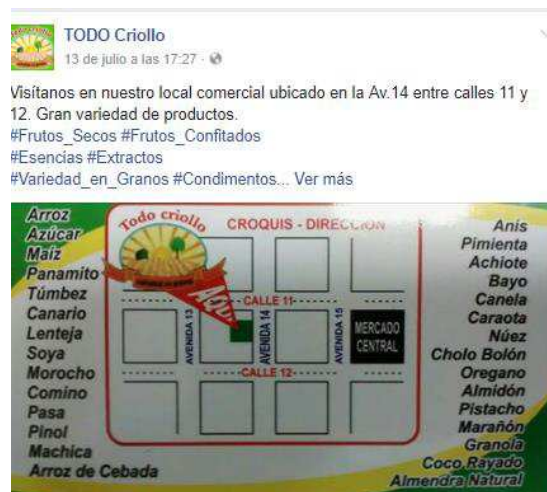 TODO Criollo
13 de julio a las 17:27 ·
Visítanos en nuestro local comercial ubicado en la Av.14 entre calles 11 y
12. Gran variedad de productos.
#Frutos_Secos #Frutos_Confitados
#Esencias #Extractos
#Variedad_en_Granos #Condimentos... Ver más
Arroz
Azúcar
Maíz
Panamito
Túmbez
Canario
Lenteja
Soya
Morocho
Comino
Pasa
Pinol
Machica
Arroz de Cebada
Todo criollo
CROQUIS - DIRECCIÓN
AQUÍ
CALLE 11
AVENIDA 13
AVENIDA 14
AVENIDA 15
MERCADO
CENTRAL
CALLE 12
Anis
Pimienta
Achiote
Bayo
Canela
Caraota
Núez
Cholo Bolón
Oregano
Almidón
Pistacho
Marañón
Granola
Coco Rayado
Almendra Natural